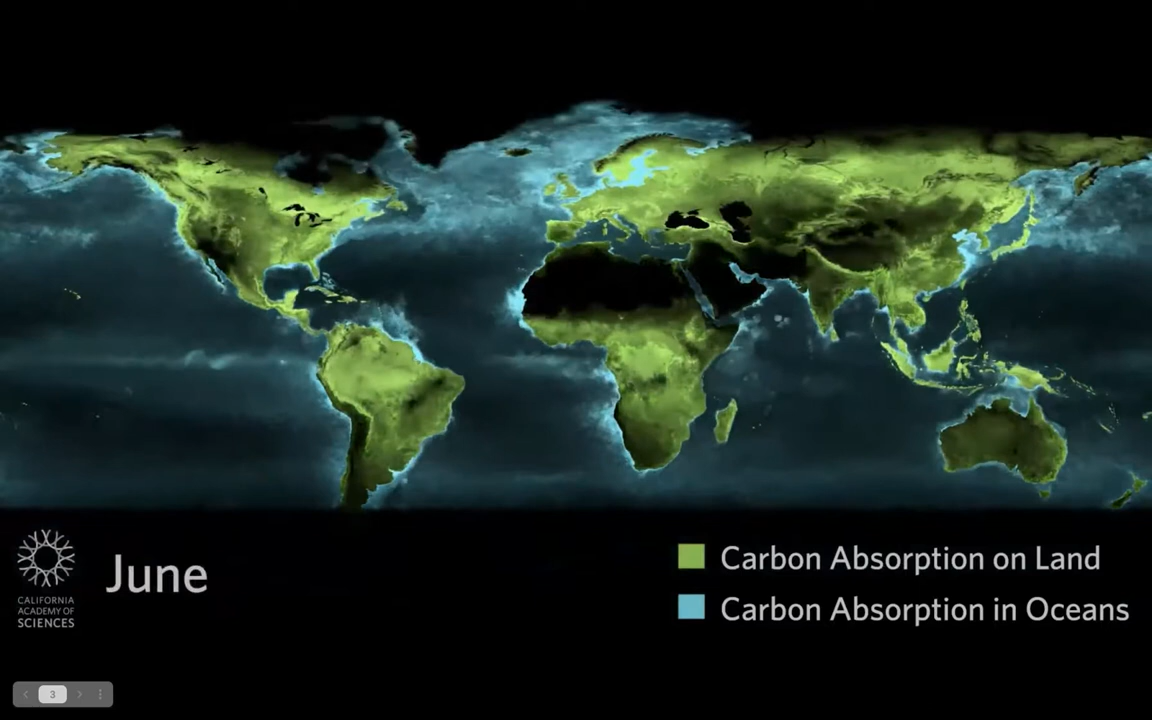 June
CALIFORNIA
ACADEMY OF
SCIENCES
Carbon Absorption on Land
Carbon Absorption in Oceans
3